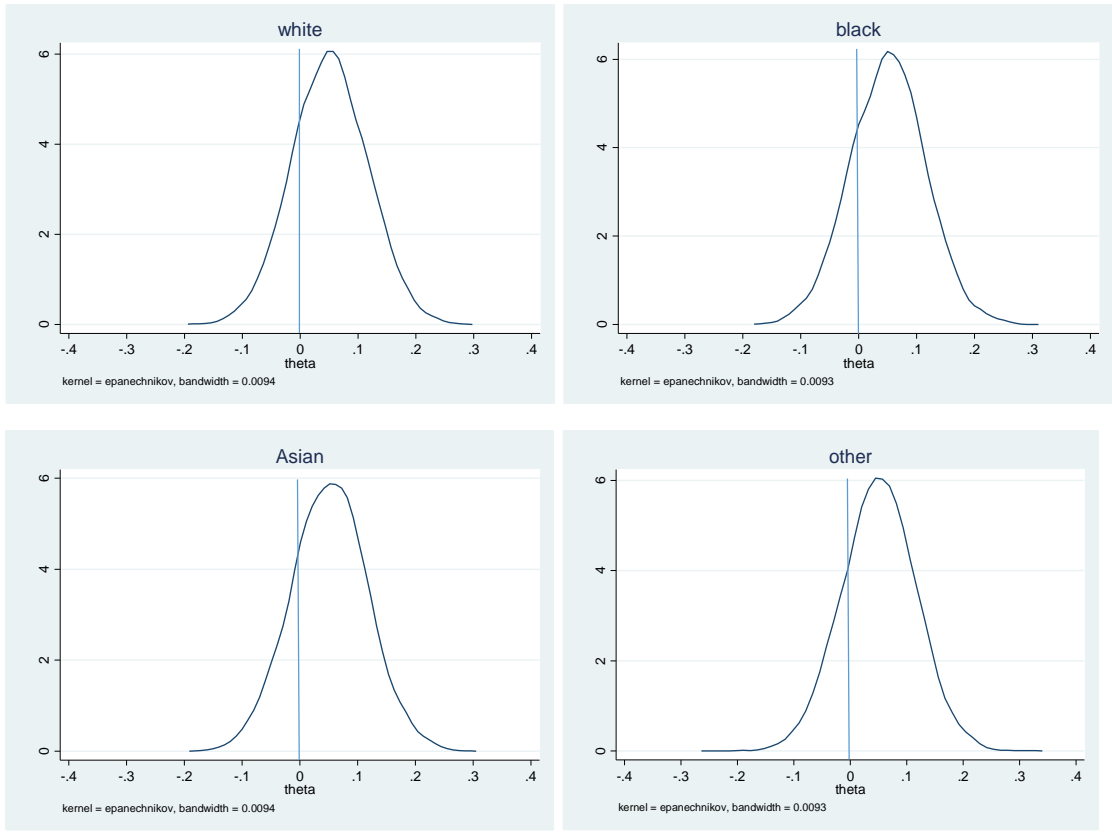 white
6
4
2
0
-.4 -.3 -.2 -.1 0 .1 .2 .3 .4
theta
kernel = epanechnikov, bandwidth = 0.0094
black
6
4
2
0
-.4 -.3 -.2 -.1 0 .1 .2 .3 .4
theta
kernel = epanechnikov, bandwidth = 0.0093
Asian
6
4
2
0
-.4 -.3 -.2 -.1 0 .1 .2 .3 .4
theta
kernel = epanechnikov, bandwidth = 0.0094
other
6
4
2
0
-.4 -.3 -.2 -.1 0 .1 .2 .3 .4
theta
kernel = epanechnikov, bandwidth = 0.0093